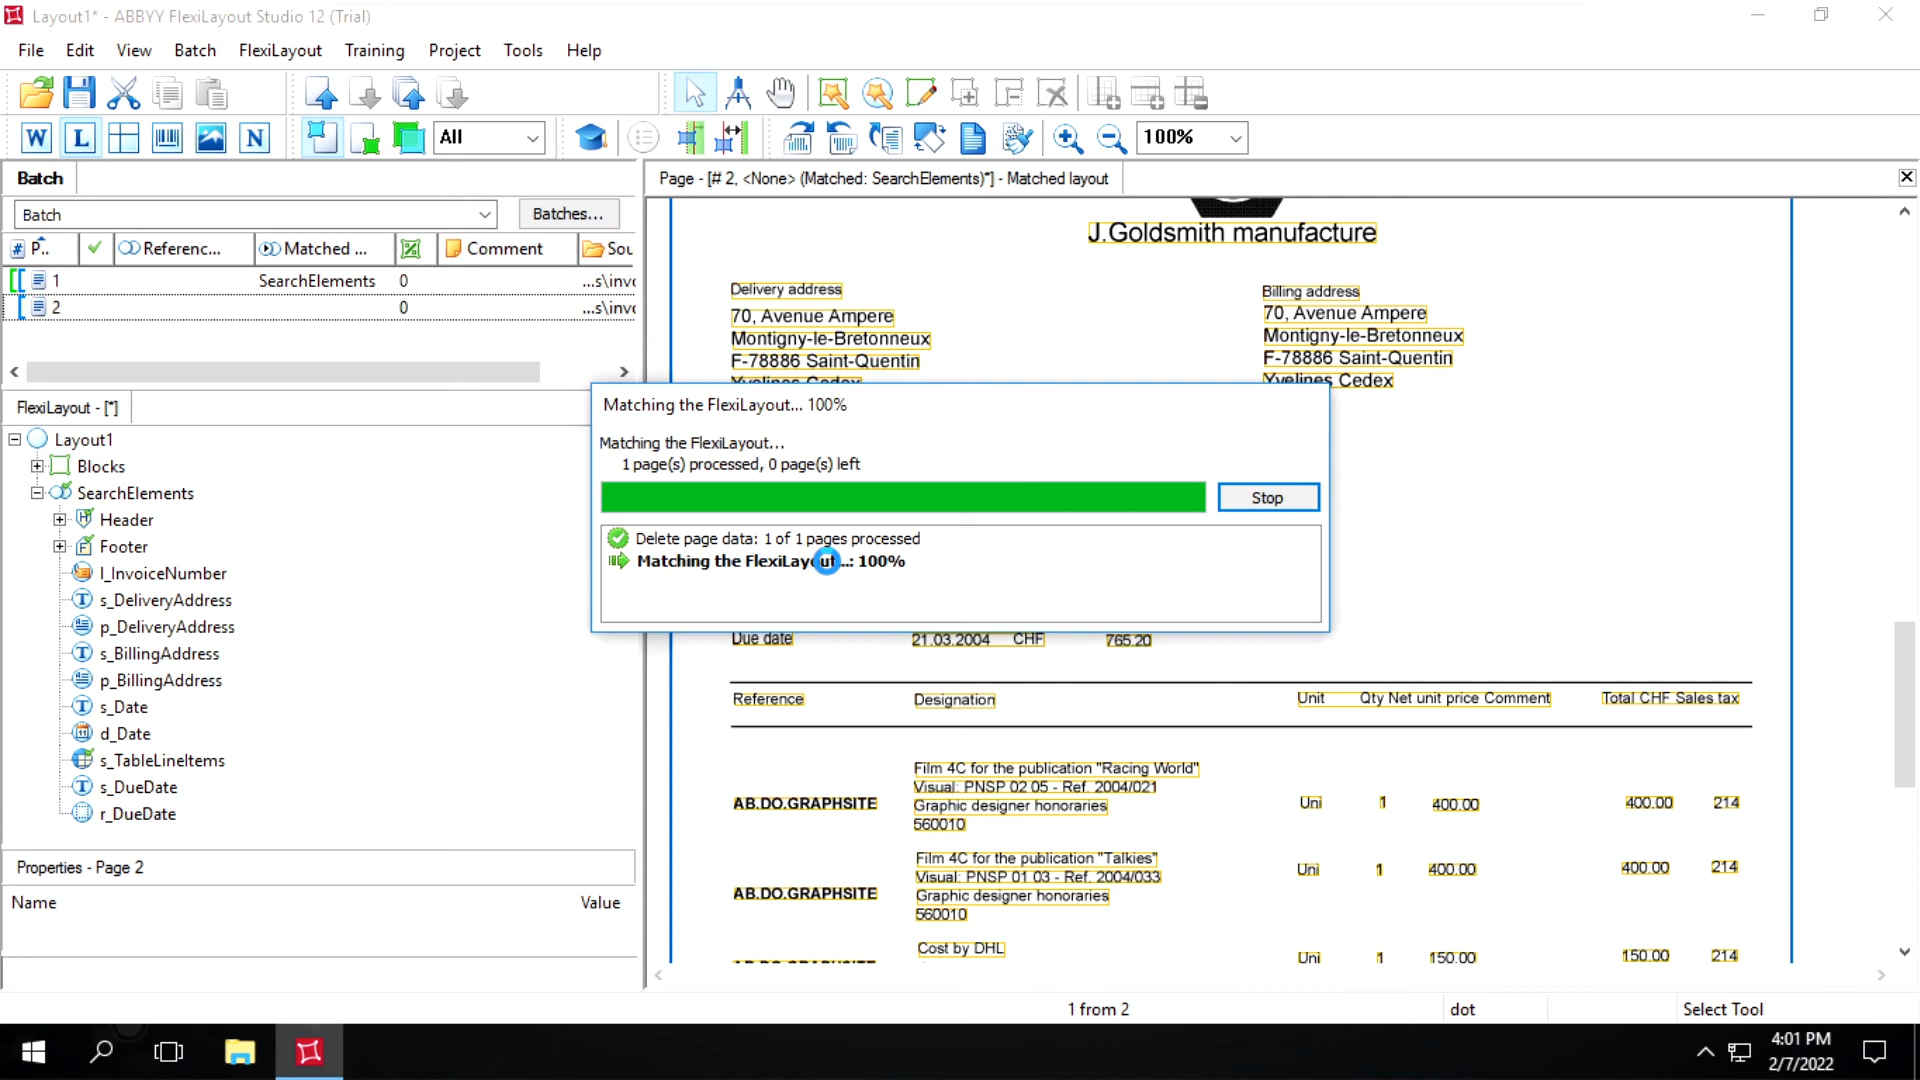 Layout1* - ABBYY FlexiLayout Studio 12 (Trial)
File Edit View Batch FlexiLayout Training Project Tools Help
W L N All 100%
Batch
Page - [# 2, <None> (Matched: SearchElements)*] - Matched layout
Batch Batches...
# P.. Referenc... Matched ... Comment Sou
1 SearchElements 0 ...s\invo
2 0 ...s\invo
FlexiLayout - [*]
Layout1
Blocks
SearchElements
Header
Footer
I_InvoiceNumber
s_DeliveryAddress
p_DeliveryAddress
s_BillingAddress
p_BillingAddress
s_Date
d_Date
s_TableLineItems
s_DueDate
r_DueDate
Properties - Page 2
Name Value
J.Goldsmith manufacture
Delivery address
70, Avenue Ampere
Montigny-le-Bretonneux
F-78886 Saint-Quentin
Yvelines Cedex
Billing address
70, Avenue Ampere
Montigny-le-Bretonneux
F-78886 Saint-Quentin
Yvelines Cedex
Matching the FlexiLayout... 100%
Matching the FlexiLayout...
1 page(s) processed, 0 page(s) left
Stop
Delete page data: 1 of 1 pages processed
Matching the FlexiLayout...: 100%
Due date 21.03.2004 CHF 765.20
Reference Designation Unit Qty Net unit price Comment Total CHF Sales tax
Film 4C for the publication "Racing World"
Visual: PNSP 02 05 - Ref. 2004/021
AB.DO.GRAPHSITE Graphic designer honoraries Uni 1 400.00 400.00 214
560010
Film 4C for the publication "Talkies"
Visual: PNSP 01 03 - Ref. 2004/033
AB.DO.GRAPHSITE Graphic designer honoraries Uni 1 400.00 400.00 214
560010
Cost by DHL
AB.DO.GRAPHSITE Uni 1 150.00 150.00 214
1 from 2 dot Select Tool
4:01 PM
2/7/2022